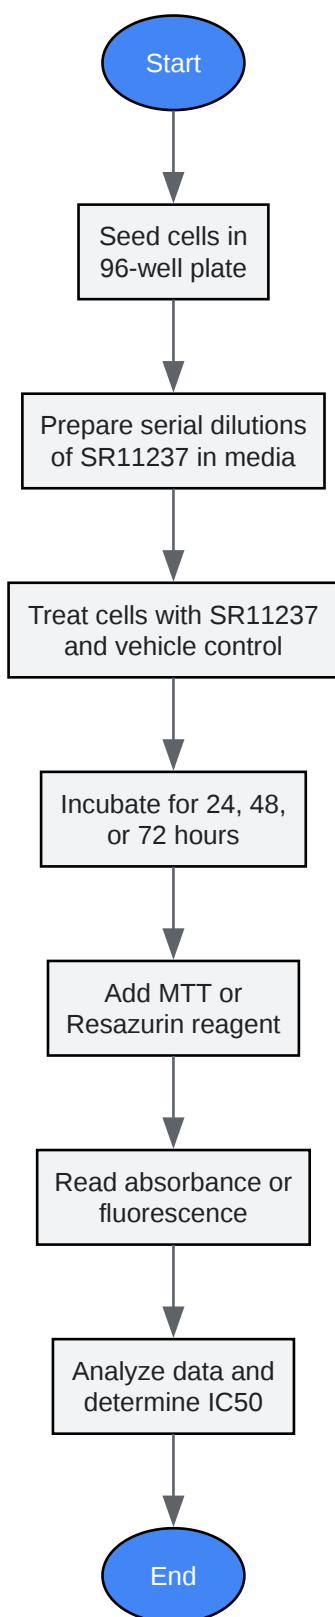 Start
Seed cells in
96-well plate
Prepare serial dilutions
of SR11237 in media
Treat cells with SR11237
and vehicle control
Incubate for 24, 48,
or 72 hours
Add MTT or
Resazurin reagent
Read absorbance or
fluorescence
Analyze data and
determine IC50
End